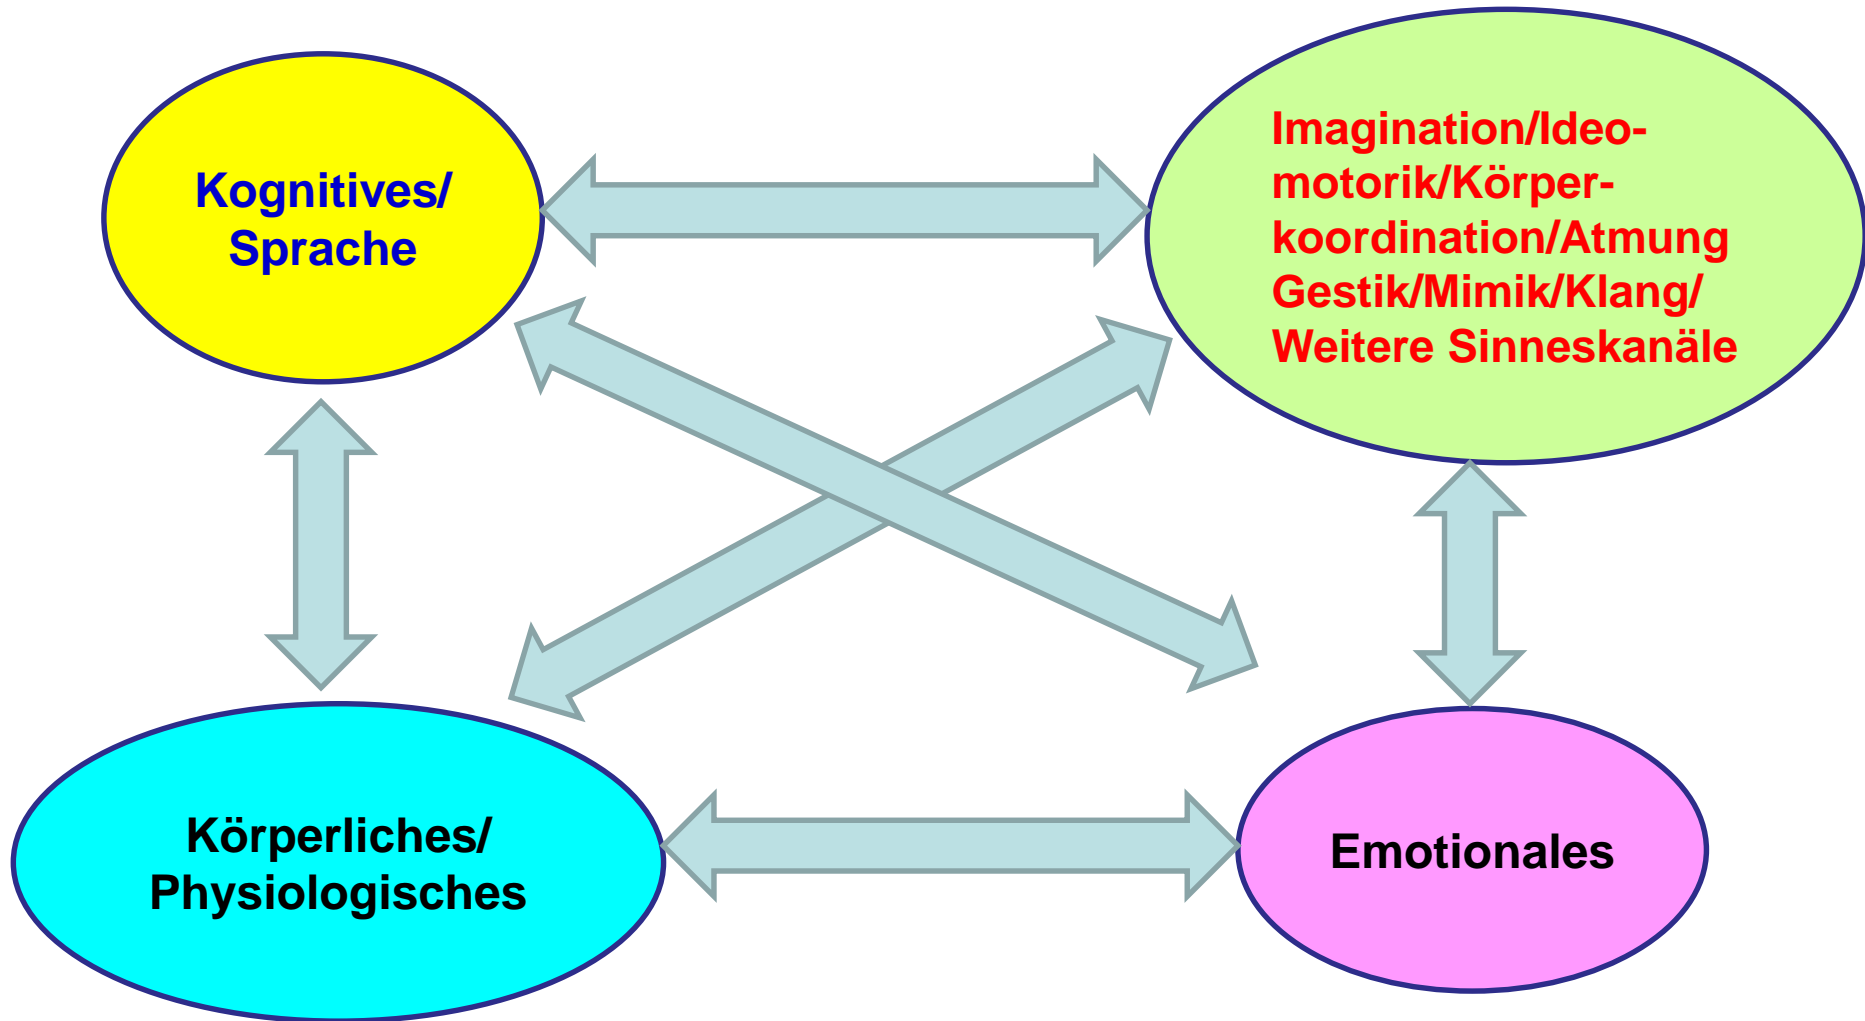 Kognitives/
Sprache
Imagination/Ideo-
motorik/Körper-
koordination/Atmung
Gestik/Mimik/Klang/
Weitere Sinneskanäle
Körperliches/
Physiologisches
Emotionales